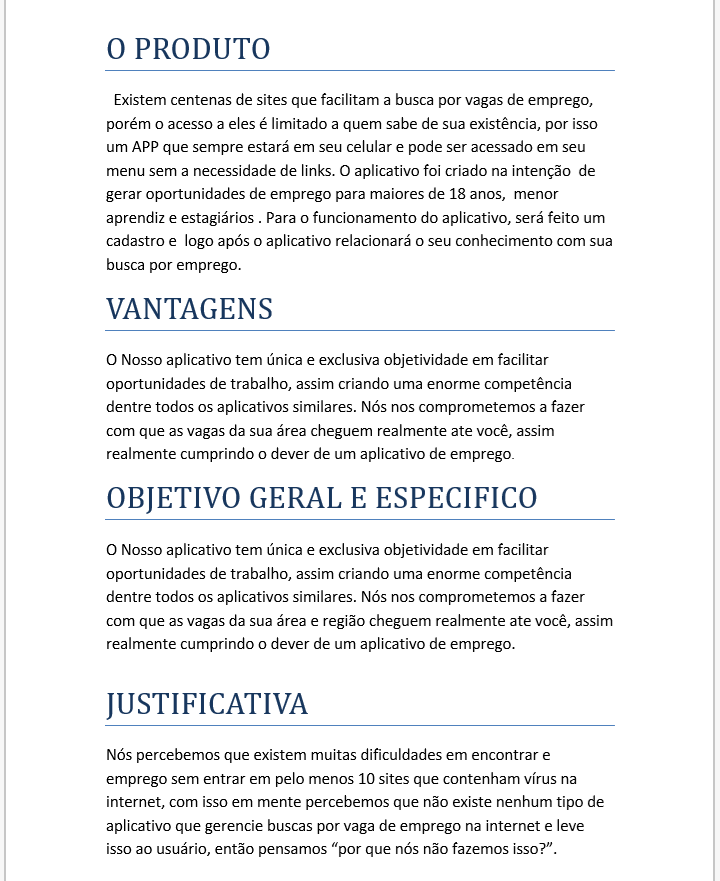 O PRODUTO
Existem centenas de sites que facilitam a busca por vagas de emprego,
porém o acesso a eles é limitado a quem sabe de sua existência, por isso
um APP que sempre estará em seu celular e pode ser acessado em seu
menu sem a necessidade de links. O aplicativo foi criado na intenção  de
gerar oportunidades de emprego para maiores de 18 anos,  menor
aprendiz e estagiários . Para o funcionamento do aplicativo, será feito um
cadastro e  logo após o aplicativo relacionará o seu conhecimento com sua
busca por emprego.
VANTAGENS
O Nosso aplicativo tem única e exclusiva objetividade em facilitar
oportunidades de trabalho, assim criando uma enorme competência
dentre todos os aplicativos similares. Nós nos comprometemos a fazer
com que as vagas da sua área cheguem realmente ate você, assim
realmente cumprindo o dever de um aplicativo de emprego.
OBJETIVO GERAL E ESPECIFICO
O Nosso aplicativo tem única e exclusiva objetividade em facilitar
oportunidades de trabalho, assim criando uma enorme competência
dentre todos os aplicativos similares. Nós nos comprometemos a fazer
com que as vagas da sua área e região cheguem realmente ate você, assim
realmente cumprindo o dever de um aplicativo de emprego.
JUSTIFICATIVA
Nós percebemos que existem muitas dificuldades em encontrar e
emprego sem entrar em pelo menos 10 sites que contenham vírus na
internet, com isso em mente percebemos que não existe nenhum tipo de
aplicativo que gerencie buscas por vaga de emprego na internet e leve
isso ao usuário, então pensamos “por que nós não fazemos isso?”.